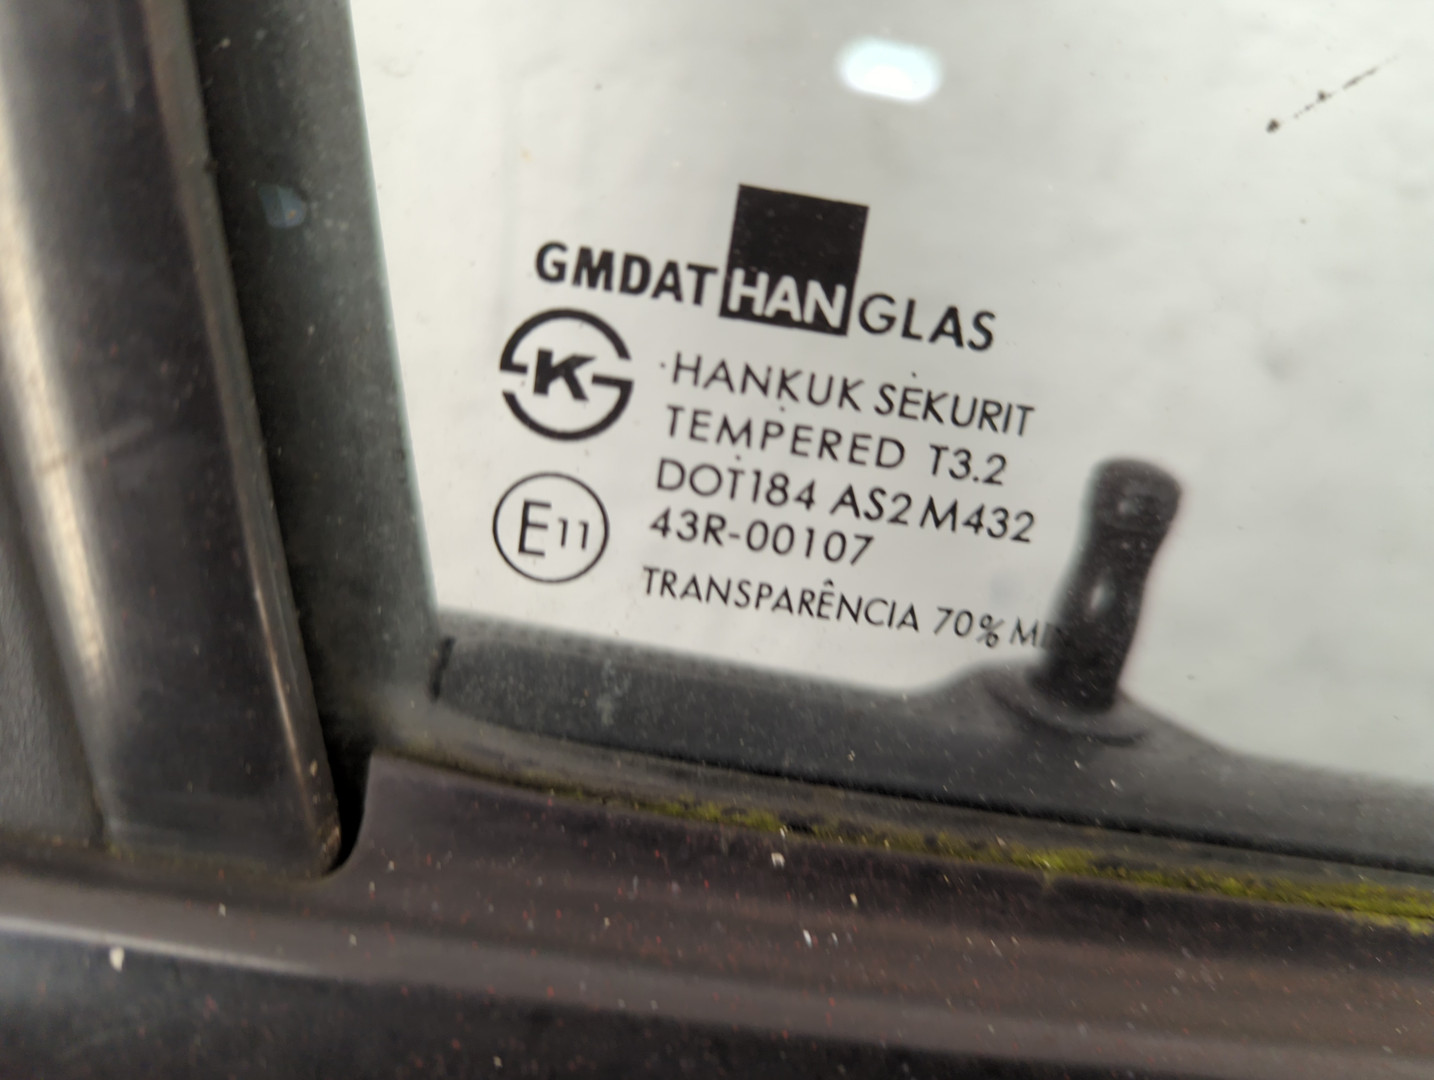 GMDAT HAN GLAS
K
HANKUK SEKURIT
TEMPERED T3.2
DOT184 AS2 M432
E11
43R-00107
TRANSPARÊNCIA 70%